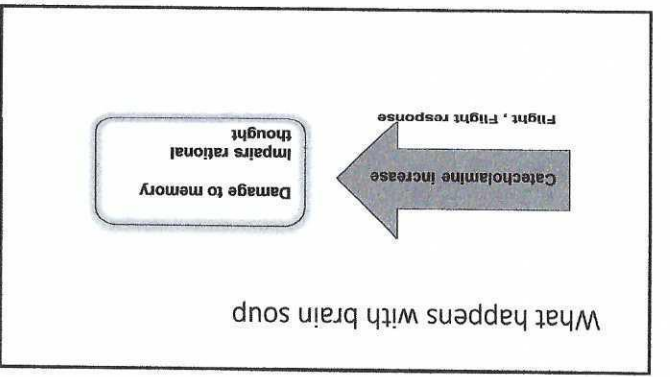 What happens with brain soup
Catecholamine increase
Flight , Flight response
Damage to memory
Impairs rational
thought